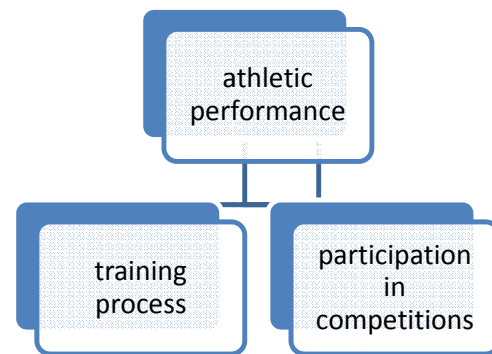 athletic
performance
training
process
participation
in
competitions